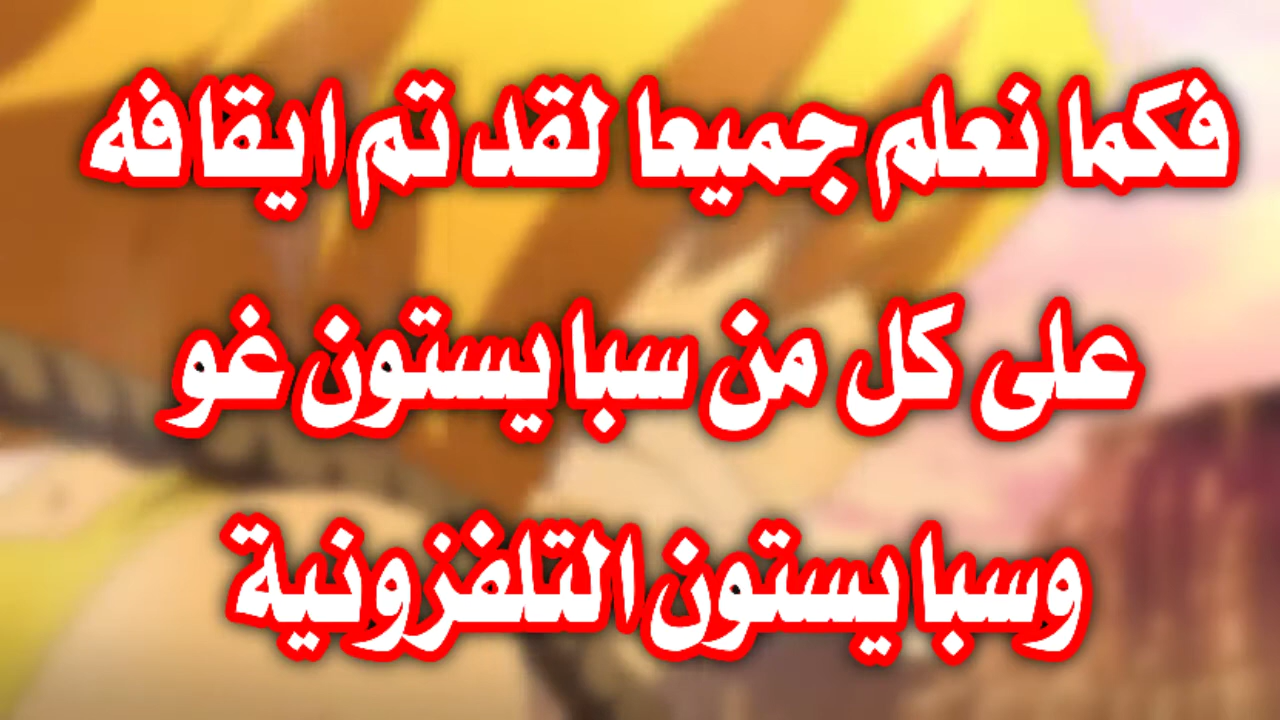 فكما نعلم جميعا لقد تم ايقافه
على كل من سبايستون غو
وسبايستون التلفزونية